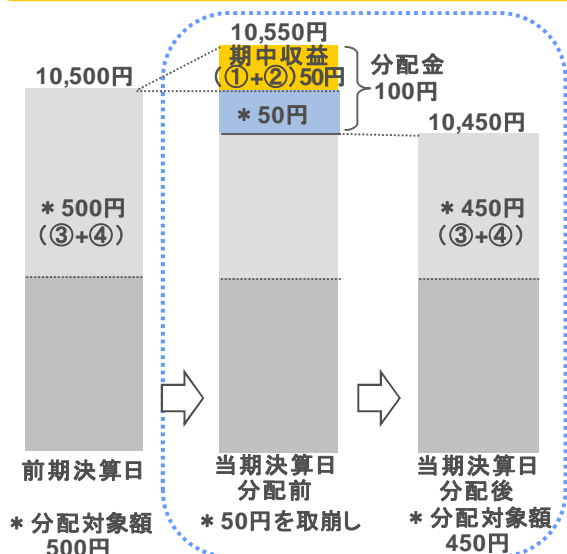 10,500円
＊500円
（③+④）
前期決算日
＊分配対象額
500円
10,550円
期中収益
（①+②）50円
＊50円
分配金
100円
当期決算日
分配前
＊50円を取崩し
10,450円
＊450円
（③+④）
当期決算日
分配後
＊分配対象額
450円